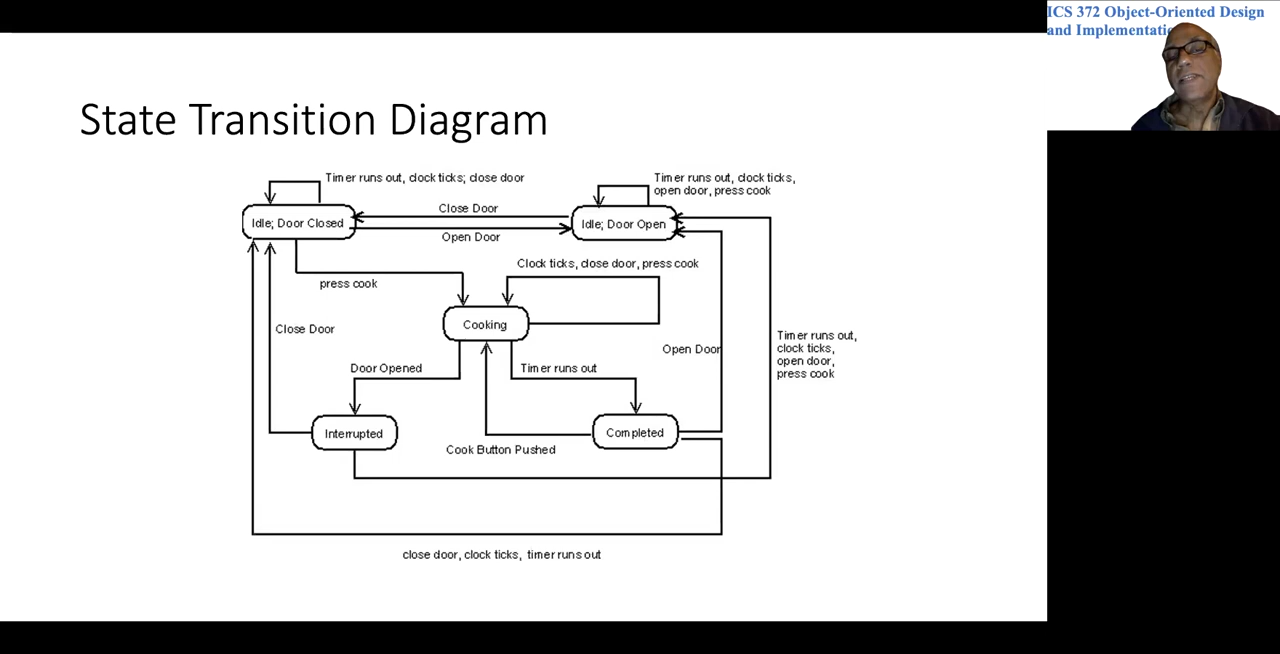 ICS 372 Object-Oriented Design
and Implementatic
State Transition Diagram
Timer runs out, clock ticks; close door
Timer runs out, clock ticks,
open door, press cook
Idle; Door Closed
Close Door
Open Door
Idle; Door Open
press cook
Clock ticks, close door, press cook
Cooking
Close Door
Door Opened
Timer runs out
Open Door
Timer runs out,
clock ticks,
open door,
press cook
Interrupted
Cook Button Pushed
Completed
close door, clock ticks, timer runs out